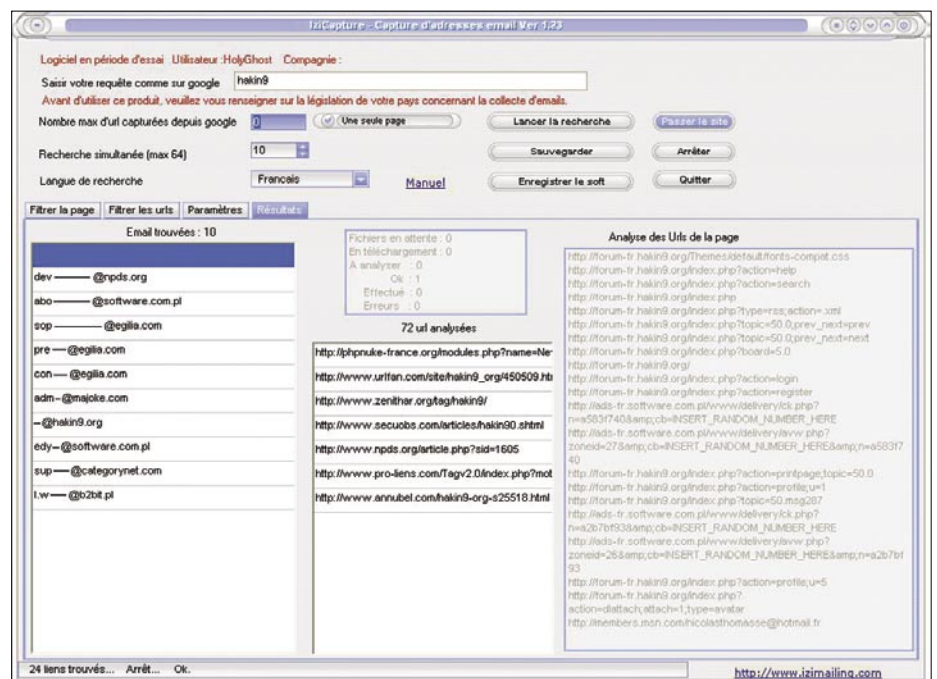 IziCapture - Capture d'adresses email Ver 1.23
Logiciel en période d'essai Utilisateur :HolyGhost Compagnie :
Saisir votre requête comme sur google hakin9
Avant d'utiliser ce produit, veuillez vous renseigner sur la législation de votre pays concernant la collecte d'emails.
Nombre max d'url capturées depuis google 0 Une seule page Lancer la recherche Passer le site
Recherche simultanée (max 64) 10 Sauvegarder Arrêter
Langue de recherche Francais Manuel Enregistrer le soft Quitter
Filtrer la page Filtrer les urls Paramètres Résultats
Email trouvées : 10
dev ——— @npds.org
abo ——— @software.com.pl
sop ——— @egilia.com
pre — @egilia.com
con — @egilia.com
adm– @majoke.com
–@hakin9.org
edy– @software.com.pl
sup — @categorynet.com
l.w — @b2bit.pl
Fichiers en attente : 0
En téléchargement : 0
A analyser : 0
Ok : 1
Effectué : 0
Erreurs : 0
72 url analysées
http://phpnuke-france.org/modules.php?name=Ne
http://www.urlfan.com/site/hakin9_org/450509.ht
http://www.zenithar.org/tag/hakin9/
http://www.secuobs.com/articles/hakin90.shtml
http://www.npds.org/article.php?sid=1605
http://www.pro-liens.com/Tagv2.0/index.php?mot
http://www.annubel.com/hakin9-org-s25518.html
Analyse des Urls de la page
http://forum-fr.hakin9.org/Themes/default/fonts-compat.css
http://forum-fr.hakin9.org/index.php?action=help
http://forum-fr.hakin9.org/index.php?action=search
http://forum-fr.hakin9.org/index.php
http://forum-fr.hakin9.org/index.php?type=rss;action=.xml
http://forum-fr.hakin9.org/index.php?topic=50.0;prev_next=prev
http://forum-fr.hakin9.org/index.php?topic=50.0;prev_next=next
http://forum-fr.hakin9.org/index.php?board=5.0
http://forum-fr.hakin9.org/
http://forum-fr.hakin9.org/index.php?action=login
http://forum-fr.hakin9.org/index.php?action=register
http://ads-fr.software.com.pl/www/delivery/ck.php?
n=a583f740&amp;cb=INSERT_RANDOM_NUMBER_HERE
http://ads-fr.software.com.pl/www/delivery/avw.php?
zoneid=27&amp;cb=INSERT_RANDOM_NUMBER_HERE&amp;n=a583f7
40
http://forum-fr.hakin9.org/index.php?action=printpage;topic=50.0
http://forum-fr.hakin9.org/index.php?action=profile;u=1
http://forum-fr.hakin9.org/index.php?topic=50.msg287
http://ads-fr.software.com.pl/www/delivery/ck.php?
n=a2b7bf93&amp;cb=INSERT_RANDOM_NUMBER_HERE
http://ads-fr.software.com.pl/www/delivery/avw.php?
zoneid=26&amp;cb=INSERT_RANDOM_NUMBER_HERE&amp;n=a2b7bf
93
http://forum-fr.hakin9.org/index.php?action=profile;u=5
http://forum-fr.hakin9.org/index.php?
action=dlattach;attach=1;type=avatar
http://members.msn.com/nicolasthomasse@hotmail.fr
24 liens trouvés... Arrêt... Ok.
http://www.izimailing.com